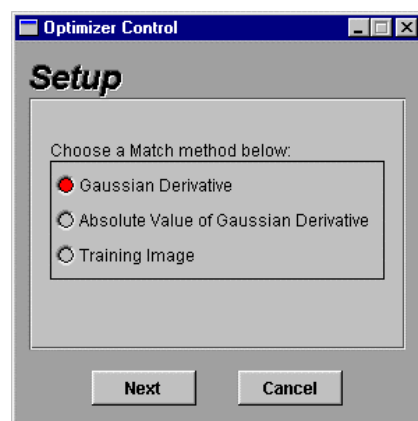 Optimizer Control
Setup
Choose a Match method below:
Gaussian Derivative
Absolute Value of Gaussian Derivative
Training Image
Next Cancel